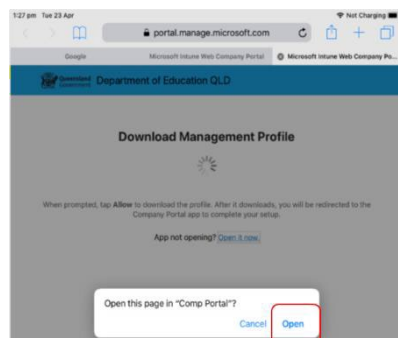 1:27 pm Tue 23 Apr
Not Charging
portal.manage.microsoft.com
Google
Microsoft Intune Web Company Portal
Microsoft Intune Web Company Po...
Queensland Government
Department of Education QLD
Download Management Profile
When prompted, tap Allow to download the profile. After it downloads, you will be redirected to the
Company Portal app to complete your setup.
App not opening? Open it now.
Open this page in "Comp Portal"?
Cancel
Open